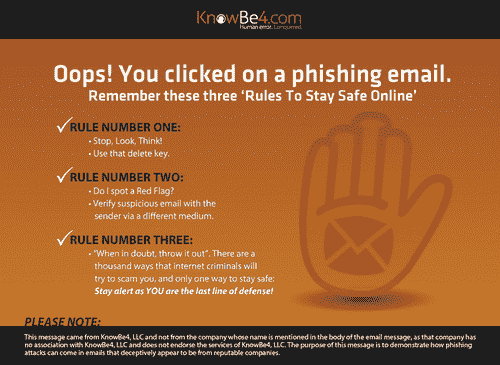 KnowBe4.com
Human error. Conquered.
Oops! You clicked on a phishing email.
Remember these three ‘Rules To Stay Safe Online’
RULE NUMBER ONE:
• Stop, Look, Think!
• Use that delete key.
RULE NUMBER TWO:
• Do I spot a Red Flag?
• Verify suspicious email with the
sender via a different medium.
RULE NUMBER THREE:
• “When in doubt, throw it out”. There are a
thousand ways that internet criminals will
try to scam you, and only one way to stay safe:
Stay alert as YOU are the last line of defense!
PLEASE NOTE:
This message came from KnowBe4, LLC and not from the company whose name is mentioned in the body of the email message, as that company has
no association with KnowBe4, LLC and does not endorse the services of KnowBe4, LLC. The purpose of this message is to demonstrate how phishing
attacks can come in emails that deceptively appear to be from reputable companies.